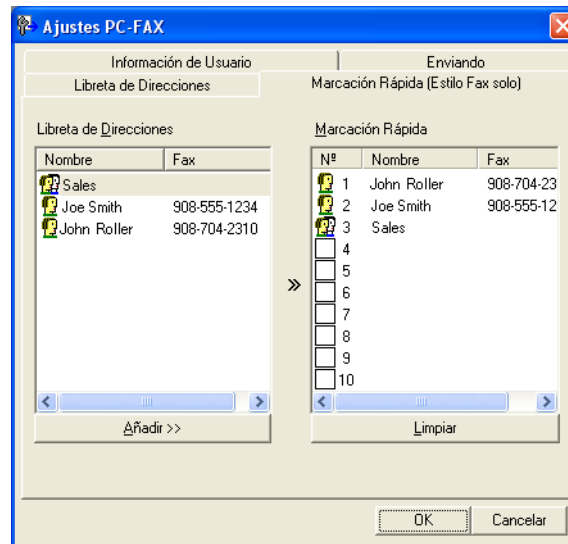 Ajustes PC-FAX
Información de Usuario Enviando
Libreta de Direcciones Marcación Rápida (Estilo Fax solo)
Libreta de Direcciones Marcación Rápida
Nombre Fax Nº Nombre Fax
Sales 1 John Roller 908-704-23
Joe Smith 908-555-1234 2 Joe Smith 908-555-12
John Roller 908-704-2310 3 Sales
4
5
6
7
8
9
10
Añadir >> Limpiar
OK Cancelar